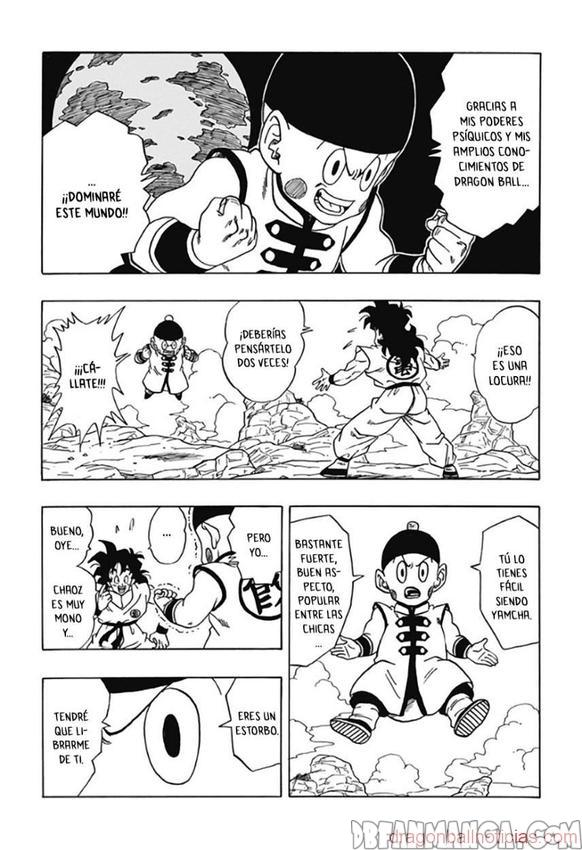 GRACIAS A
MIS PODERES
PSÍQUICOS Y MIS
AMPLIOS CONO-
CIMIENTOS DE
DRAGON BALL...
...
¡¡DOMINARÉ
ESTE MUNDO!!
¡¡ESO
ES UNA
LOCURA!!
¡DEBERÍAS
PENSÁRTELO
DOS VECES!
¡¡¡CÁ-
LLATE!!!
TÚ LO
TIENES
FÁCIL
SIENDO
YAMCHA.
BASTANTE
FUERTE,
BUEN AS-
PECTO,
POPULAR
ENTRE LAS
CHICAS
...
PERO
YO...
...
BUENO,
OYE...
CHAOZ
ES MUY
MONO
Y...
ERES UN
ESTORBO.
TENDRÉ
QUE LI-
BRARME
DE TI.
DBFANMANGA.COM
dragonballnoticias.com